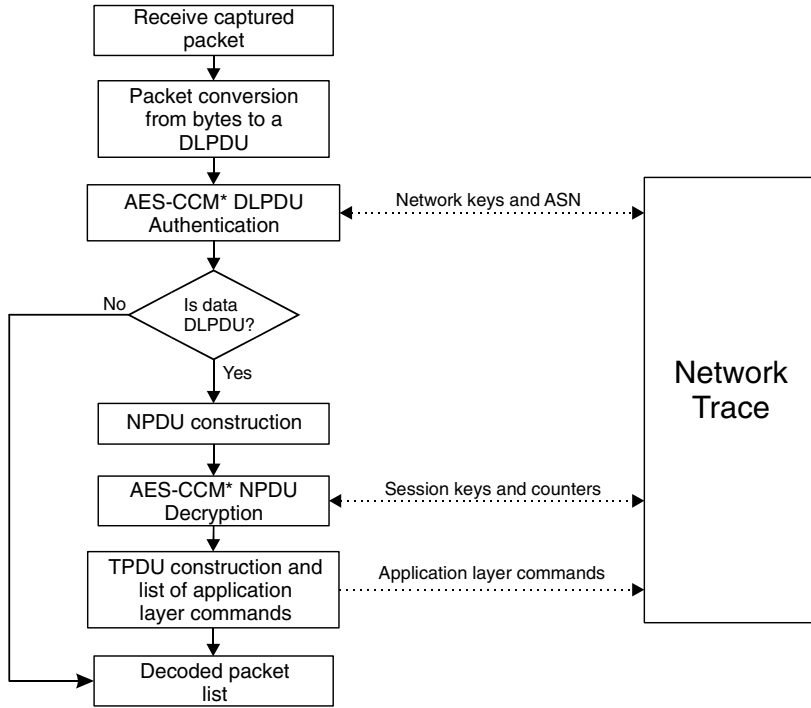 Receive captured
packet
Packet conversion
from bytes to a
DLPDU
AES-CCM* DLPDU
Authentication
Network keys and ASN
No
Is data
DLPDU?
Yes
Network
Trace
NPDU construction
AES-CCM* NPDU
Decryption
Session keys and counters
TPDU construction and
list of application
layer commands
Application layer commands
Decoded packet
list